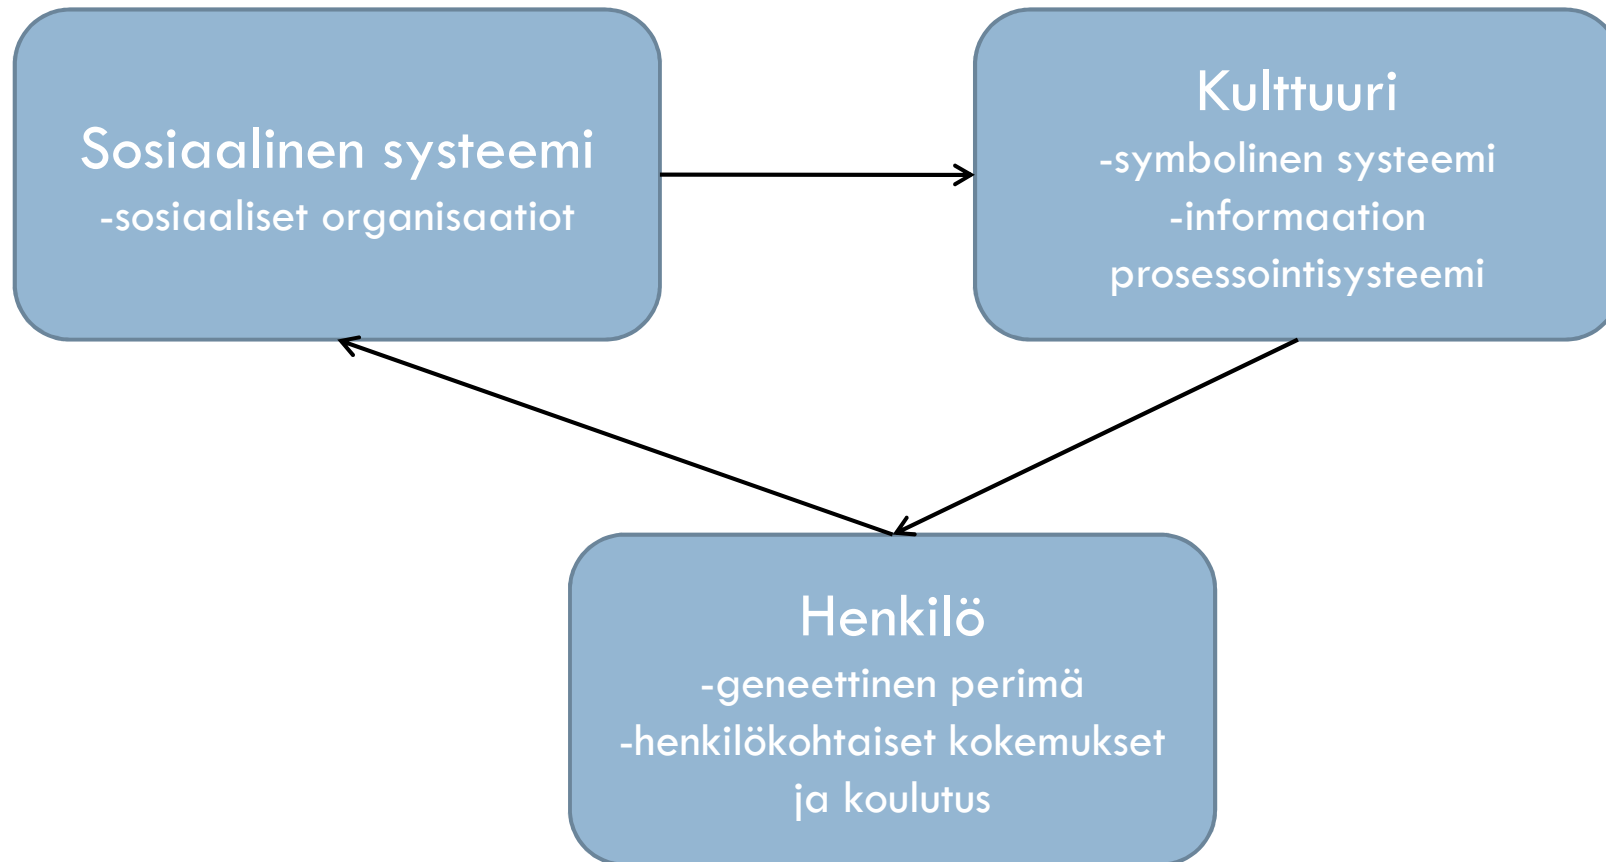 Sosiaalinen systeemi
-sosiaaliset organisaatiot
Kulttuuri
-symbolinen systeemi
-informaation
prosessointisysteemi
Henkilö
-geneettinen perimä
-henkilökohtaiset kokemukset
ja koulutus